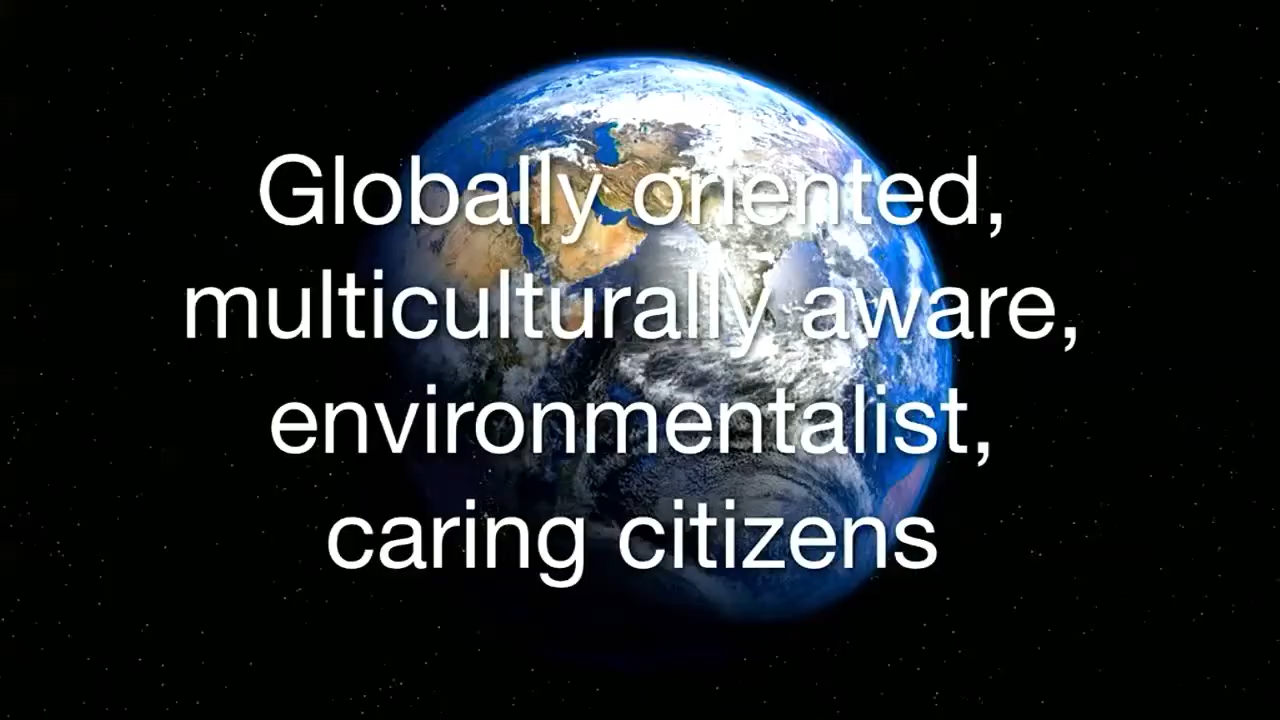 Globally oriented,
multiculturally aware,
environmentalist,
caring citizens